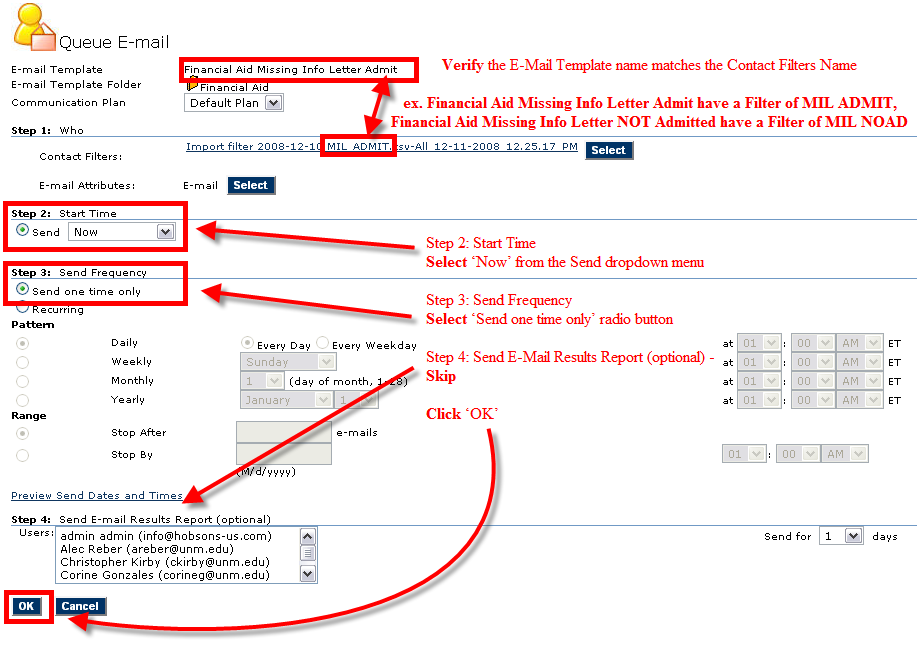 Queue E-mail
E-mail Template Financial Aid Missing Info Letter Admit
Verify the E-Mail Template name matches the Contact Filters Name
E-mail Template Folder Financial Aid
Communication Plan Default Plan
ex. Financial Aid Missing Info Letter Admit have a Filter of MIL ADMIT,
Financial Aid Missing Info Letter NOT Admitted have a Filter of MIL NOAD
Step 1: Who
Contact Filters: Import filter 2008-12-10 MIL_ADMIT.csv-All_12-11-2008_12.25.17_PM Select
E-mail Attributes: E-mail Select
Step 2: Start Time
Send Now
Step 2: Start Time
Select ‘Now’ from the Send dropdown menu
Step 3: Send Frequency
Send one time only
Recurring
Step 3: Send Frequency
Select ‘Send one time only’ radio button
Pattern
Daily Every Day Every Weekday at 01 : 00 AM ET
Weekly Sunday at 01 : 00 AM ET
Monthly 1 (day of month, 1-28) at 01 : 00 AM ET
Yearly January 1 at 01 : 00 AM ET
Step 4: Send E-Mail Results Report (optional) -
Skip
Click ‘OK’
Range
Stop After e-mails
Stop By 01 : 00 AM
(M/d/yyyy)
Preview Send Dates and Times
Step 4: Send E-mail Results Report (optional)
Users: admin admin (info@hobsons-us.com) Send for 1 days
Alec Reber (areber@unm.edu)
Christopher Kirby (ckirby@unm.edu)
Corine Gonzales (corineg@unm.edu)
OK Cancel